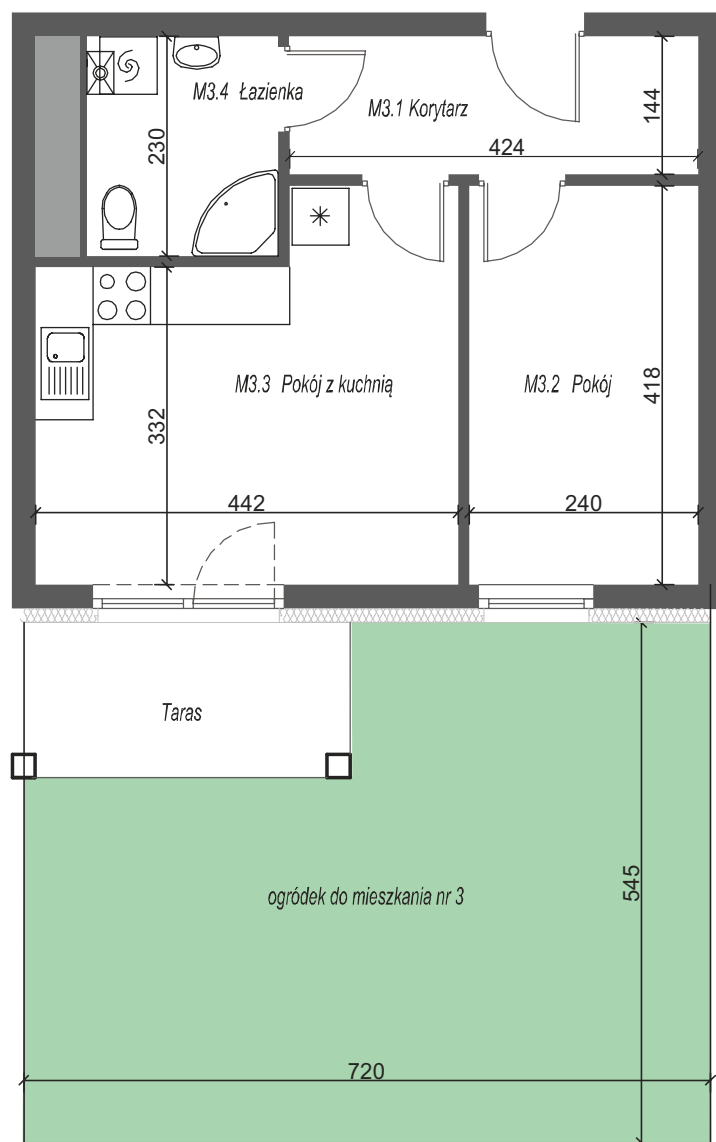 M3.4 Łazienka
M3.1 Korytarz
230
144
424
M3.3 Pokój z kuchnią
M3.2 Pokój
332
418
442
240
Taras
ogródek do mieszkania nr 3
545
720